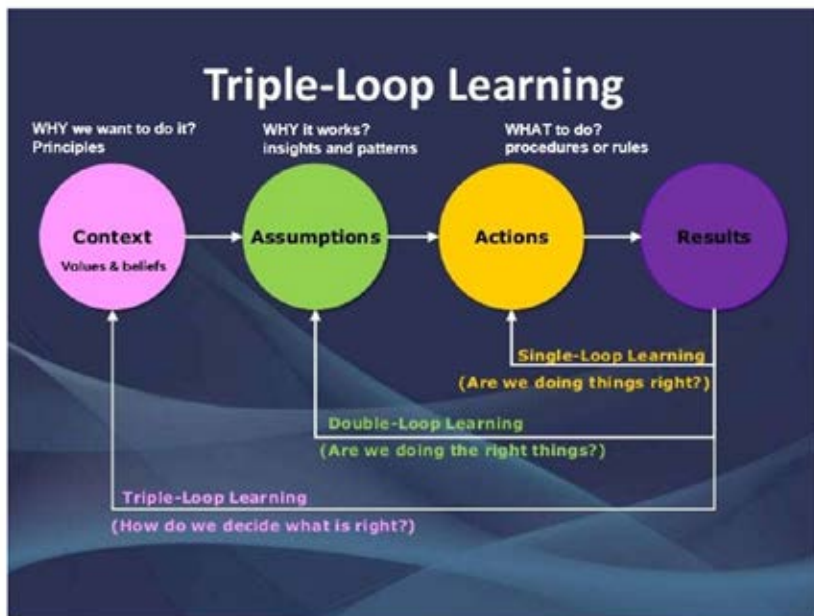 Triple-Loop Learning
WHY we want to do it?
Principles
WHY it works?
insights and patterns
WHAT to do?
procedures or rules
Context
Values & beliefs
Assumptions
Actions
Results
Single-Loop Learning
(Are we doing things right?)
Double-Loop Learning
(Are we doing the right things?)
Triple-Loop Learning
(How do we decide what is right?)